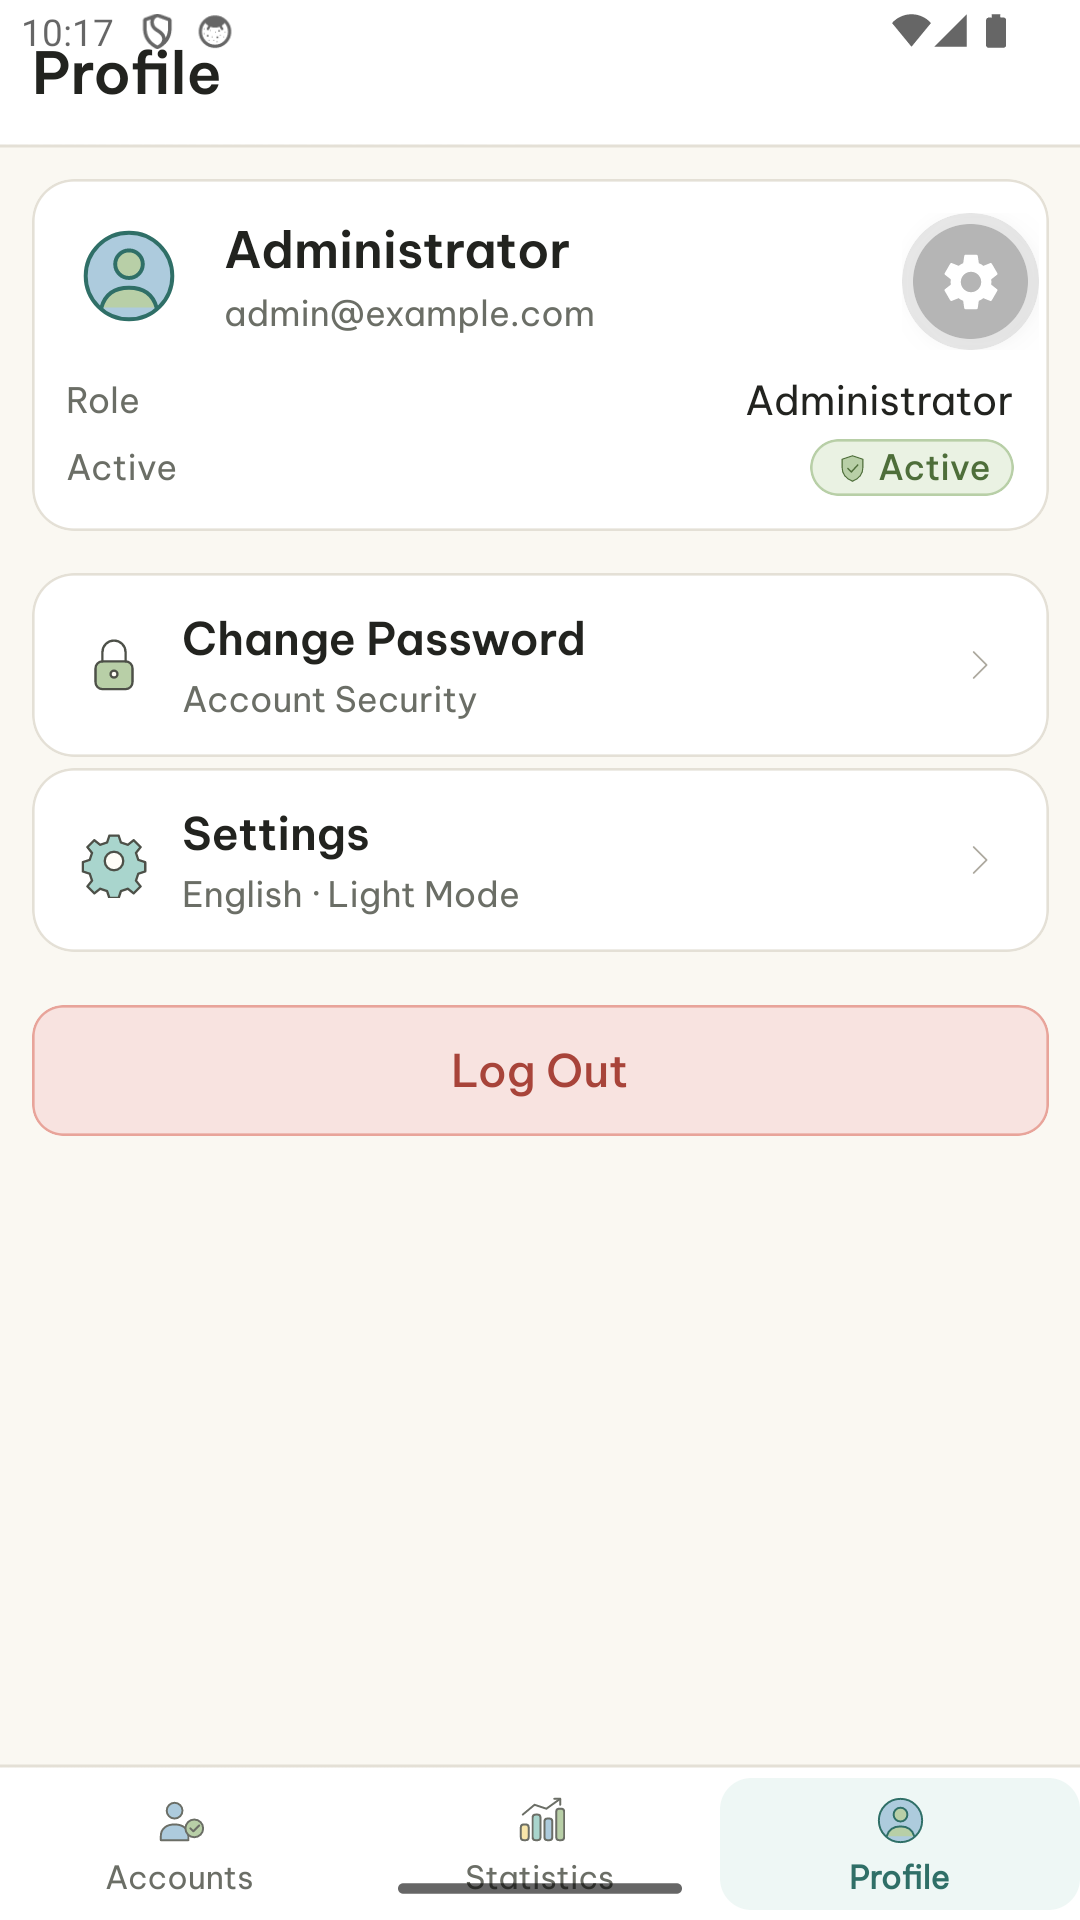 10:17
Profile
Administrator
admin@example.com
Role
Administrator
Active
Active
Change Password
Account Security
Settings
English · Light Mode
Log Out
Accounts
Statistics
Profile